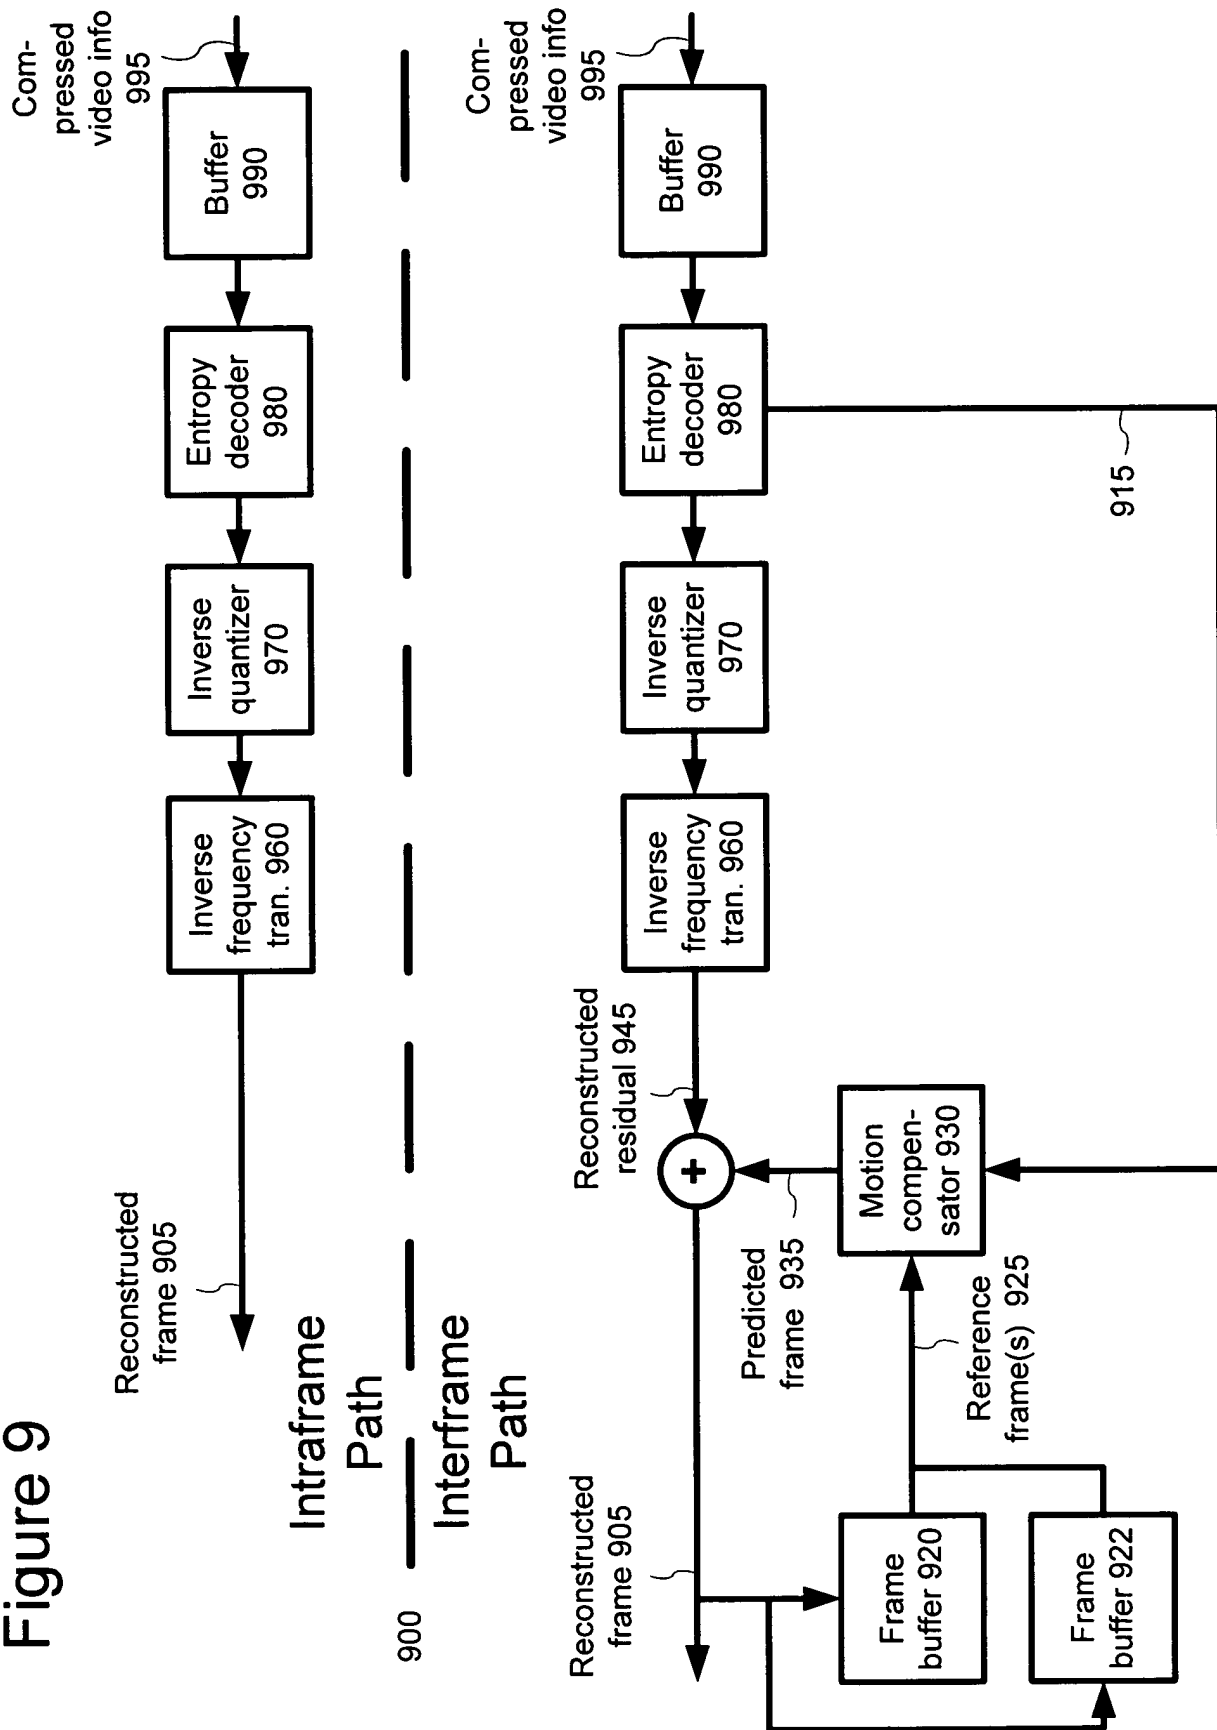 Figure 9
Reconstructed
frame 905
Inverse
frequency
tran. 960
Inverse
quantizer
970
Entropy
decoder
980
Buffer
990
Com-
pressed
video info
995
Intraframe
Path
900
Interframe
Path
Reconstructed
frame 905
Reconstructed
residual 945
+
Inverse
frequency
tran. 960
Inverse
quantizer
970
Entropy
decoder
980
Buffer
990
Com-
pressed
video info
995
Predicted
frame 935
Motion
compen-
sator 930
Reference
frame(s) 925
Frame
buffer 920
Frame
buffer 922
915